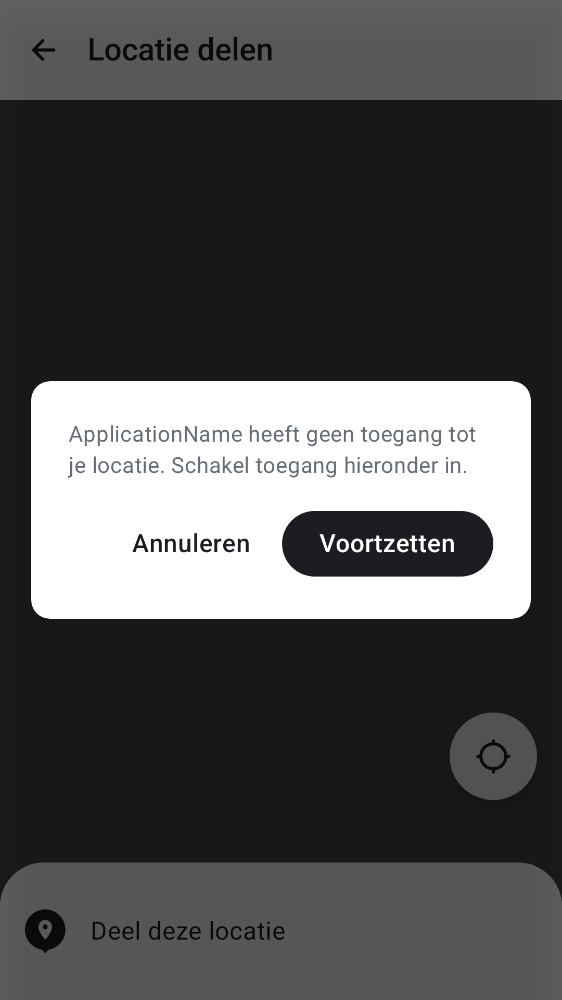 Locatie delen
ApplicationName heeft geen toegang tot
je locatie. Schakel toegang hieronder in.
Annuleren
Voortzetten
Deel deze locatie